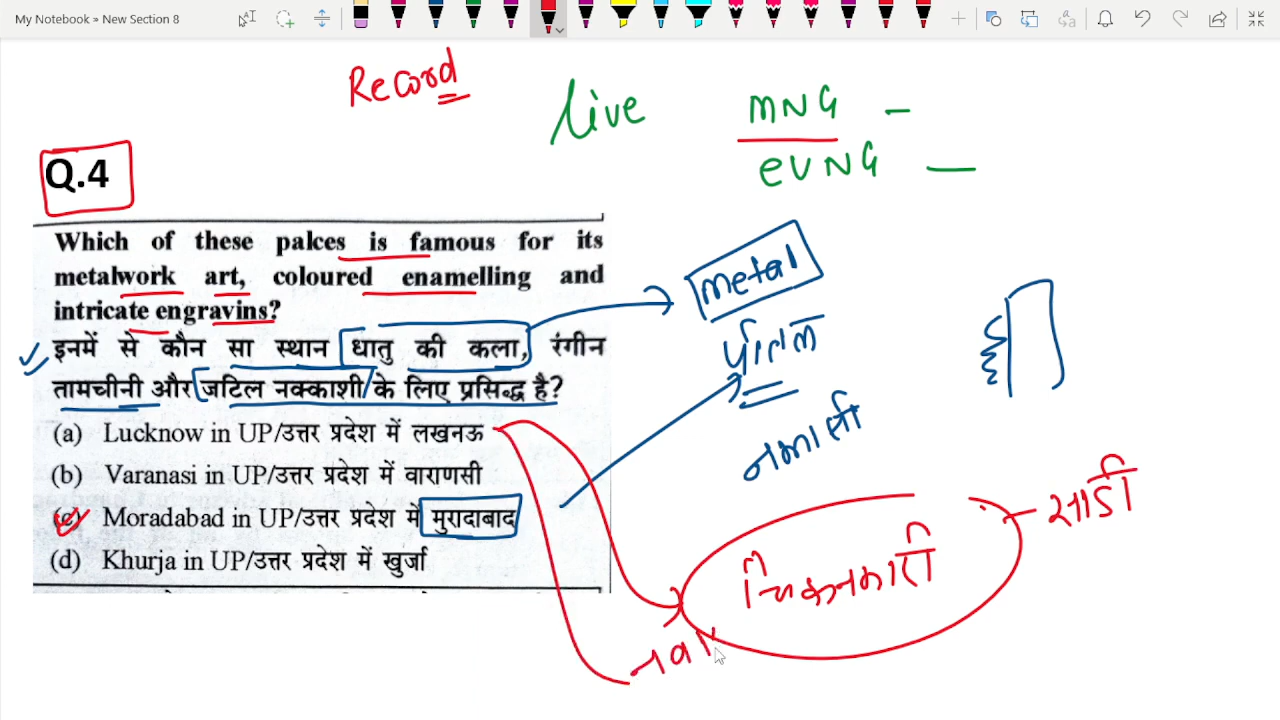 My Notebook » New Section 8
Record
live
MNG -
EVNG —
Q.4
Which of these palces is famous for its
metalwork art, coloured enamelling and
intricate engravins?
इनमें से कौन सा स्थान धातु की कला, रंगीन
तामचीनी और जटिल नक्काशी के लिए प्रसिद्ध है?
(a) Lucknow in UP/उत्तर प्रदेश में लखनऊ
(b) Varanasi in UP/उत्तर प्रदेश में वाराणसी
(c) Moradabad in UP/उत्तर प्रदेश में मुरादाबाद
(d) Khurja in UP/उत्तर प्रदेश में खुर्जा
metal
पीतल
साडी
चिकनकारी
नवा